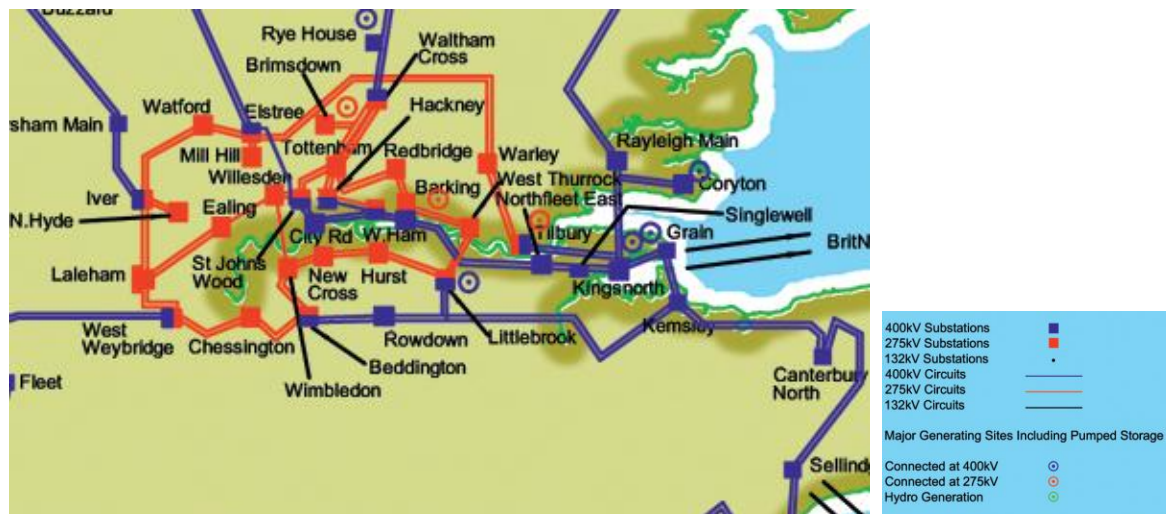 Rye House
Waltham
Cross
Brimsdown
Hackney
Watford
Elstree
Main
Mill Hill
Tottenham
Redbridge
Rayleigh Main
Warley
Willesden
West Thurrock
Coryton
Iver
Barking
Northfleet East
Ealing
Singlewell
N.Hyde
City Rd
W.Ham
Tilbury
Grain
St Johns
Wood
New
Cross
Hurst
Laleham
Kingsnorth
West
Weybridge
Chessington
Rowdown
Littlebrook
Kemsley
Beddington
Fleet
Wimbledon
Canterbury
North
400kV Substations
275kV Substations
132kV Substations
400kV Circuits
275kV Circuits
132kV Circuits
Major Generating Sites Including Pumped Storage
Connected at 400kV
Connected at 275kV
Hydro Generation